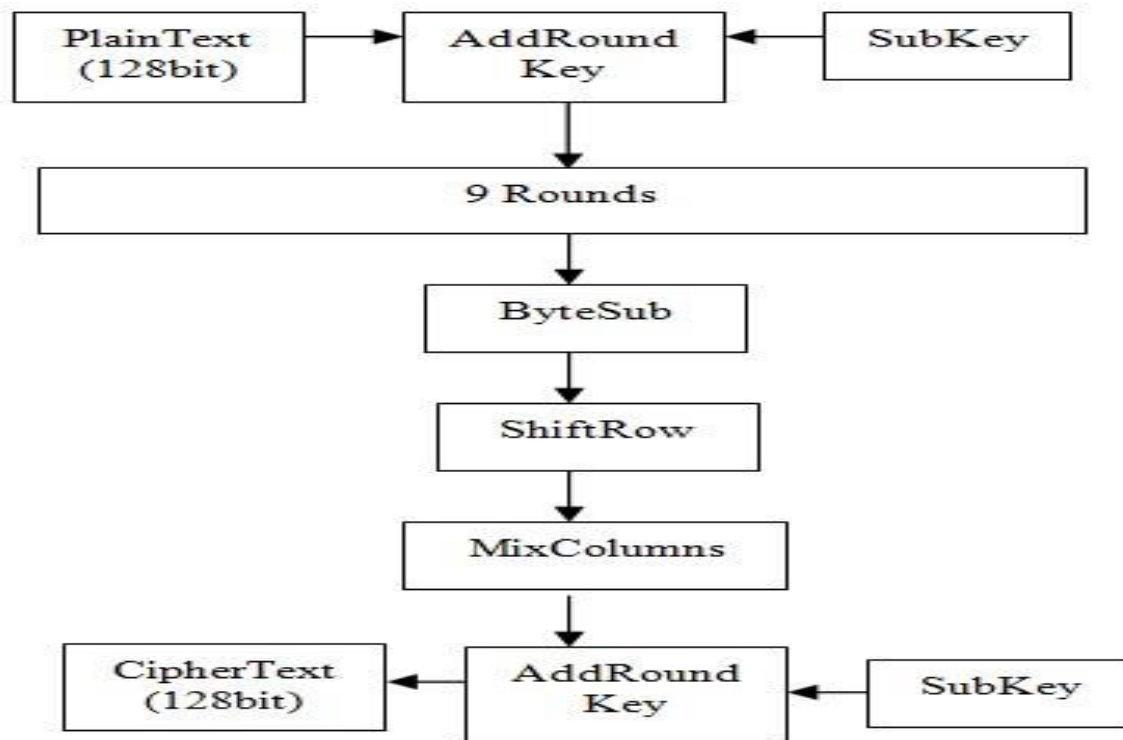 PlainText
(128bit)
AddRound
Key
SubKey
9 Rounds
ByteSub
ShiftRow
MixColumns
CipherText
(128bit)
AddRound
Key
SubKey